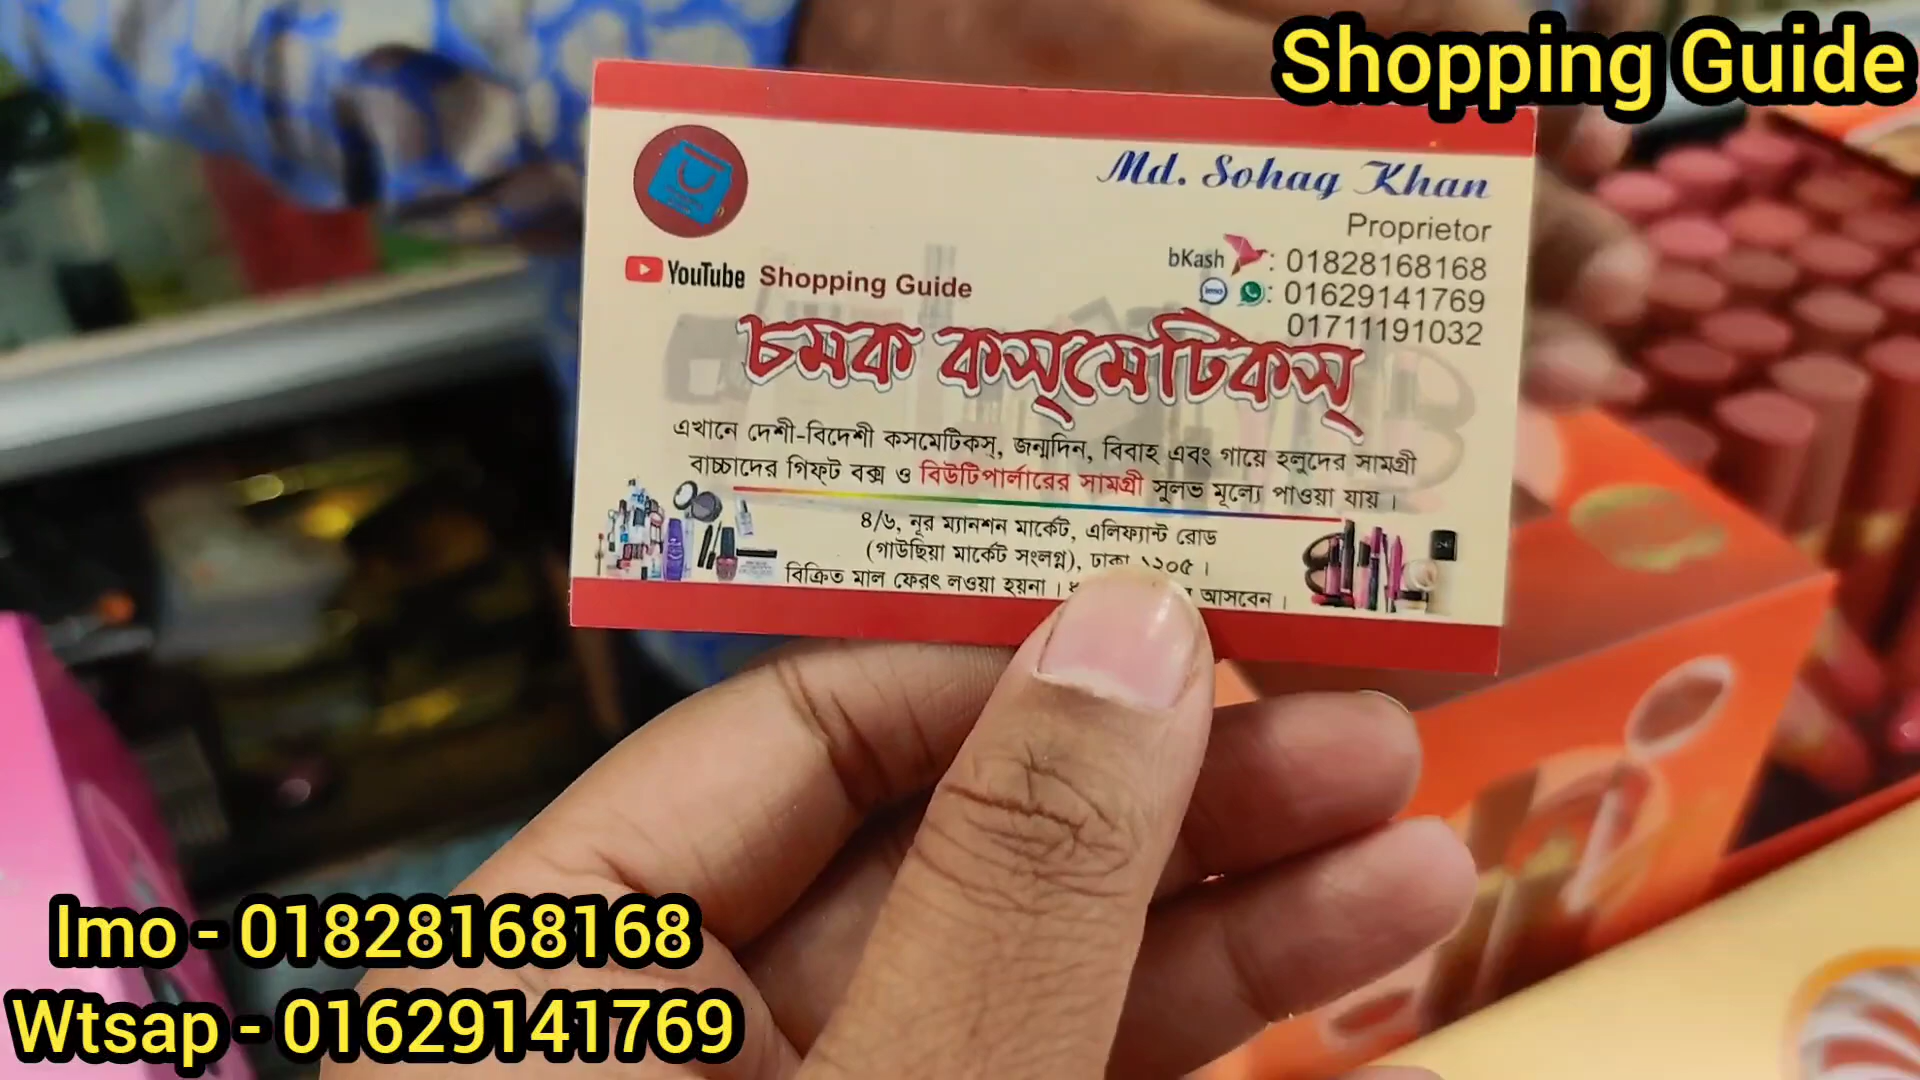 Shopping Guide
Md. Sohag Khan
Proprietor
bKash : 01828168168
imo : 01629141769
01711191032
YouTube Shopping Guide
চমক কস্‌মেটিকস্‌
এখানে দেশী-বিদেশী কসমেটিকস্, জন্মদিন, বিবাহ এবং গায়ে হলুদের সামগ্রী
বাচ্চাদের গিফ্ট বক্স ও বিউটিপার্লারের সামগ্রী সুলভ মূল্যে পাওয়া যায় ।
৪/৬, নূর ম্যানশন মার্কেট, এলিফ্যান্ট রোড
(গাউছিয়া মার্কেট সংলগ্ন), ঢাকা ১২০৫ ।
বিক্রিত মাল ফেরৎ লওয়া হয়না । আসবেন ।
Imo - 01828168168
Wtsap - 01629141769